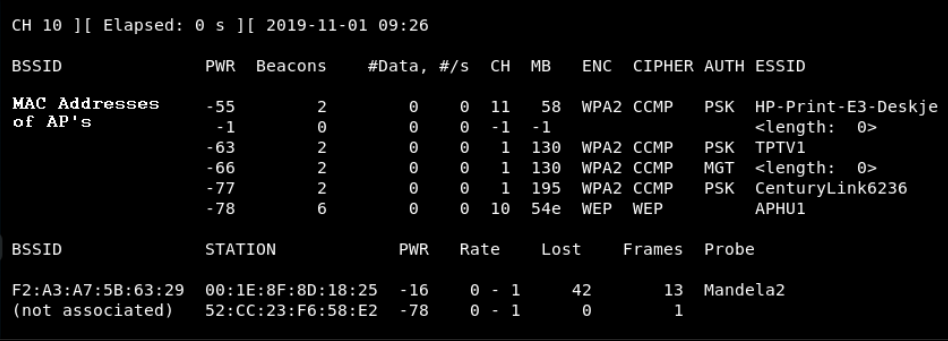 CH 10 ][ Elapsed: 0 s ][ 2019-11-01 09:26
BSSID PWR Beacons #Data, #/s CH MB ENC CIPHER AUTH ESSID
MAC Addresses
of AP's
-55 2 0 0 11 58 WPA2 CCMP PSK HP-Print-E3-Deskje
-1 0 0 0 -1 -1 <length: 0>
-63 2 0 0 1 130 WPA2 CCMP PSK TPTV1
-66 2 0 0 1 130 WPA2 CCMP MGT <length: 0>
-77 2 0 0 1 195 WPA2 CCMP PSK CenturyLink6236
-78 6 0 0 10 54e WEP WEP APHU1
BSSID STATION PWR Rate Lost Frames Probe
F2:A3:A7:5B:63:29 00:1E:8F:8D:18:25 -16 0 - 1 42 13 Mandela2
(not associated) 52:CC:23:F6:58:E2 -78 0 - 1 0 1